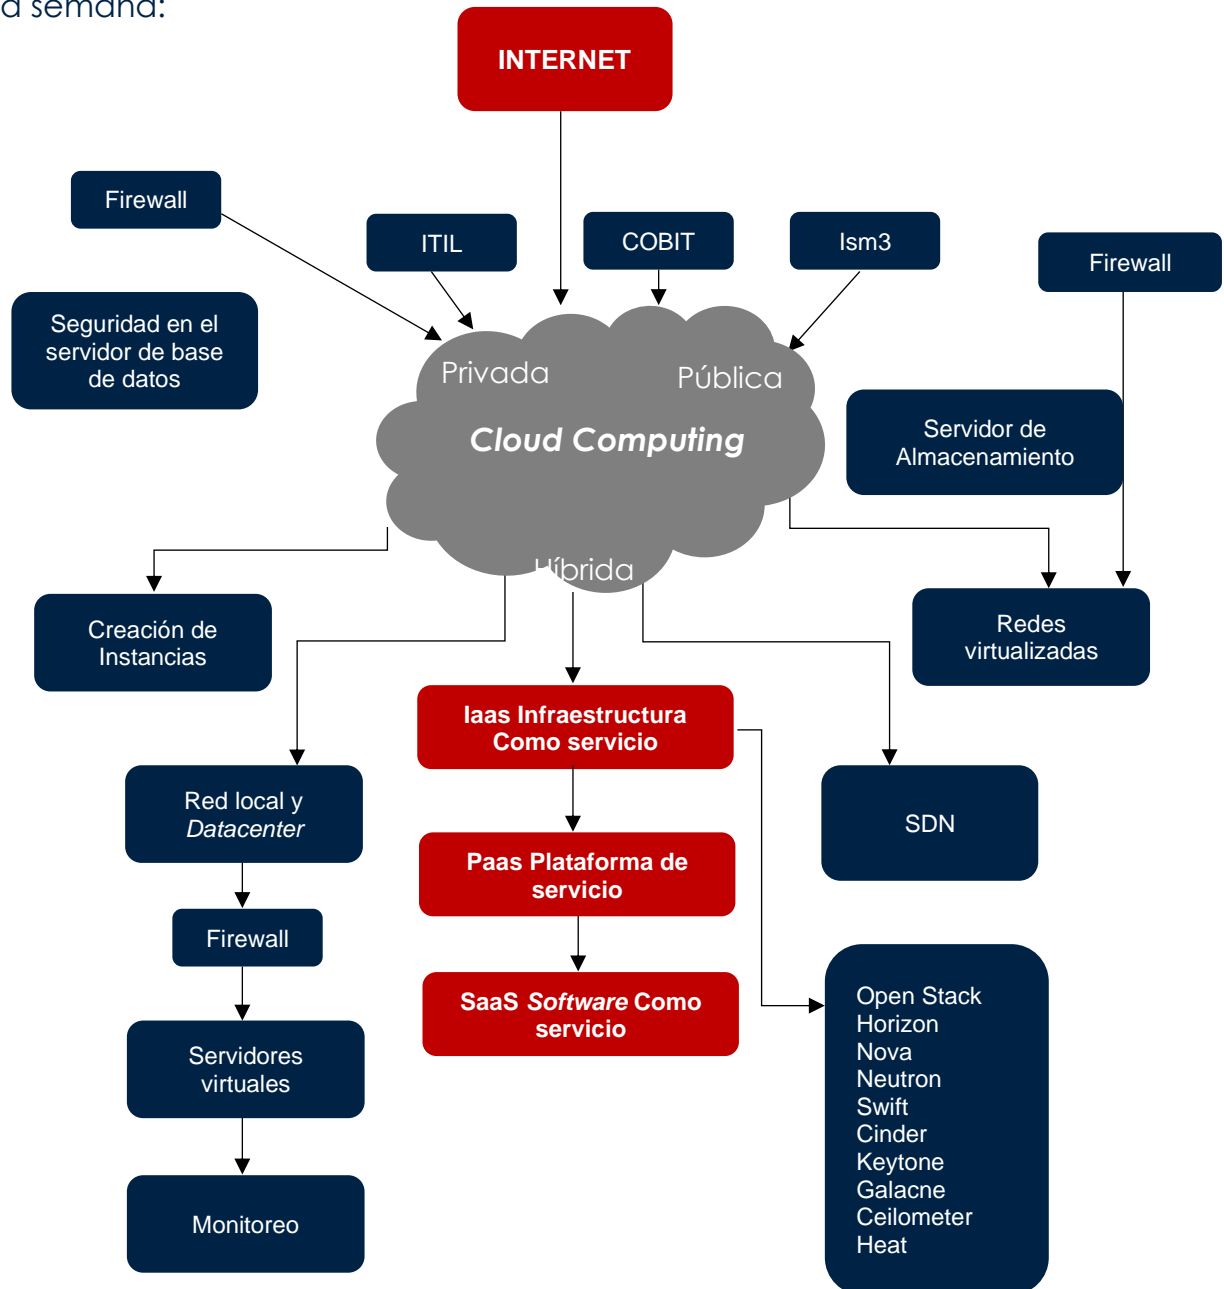 a semana:
INTERNET
Firewall
ITIL
COBIT
Ism3
Firewall
Seguridad en el
servidor de base
de datos
Privada
Pública
Cloud Computing
Servidor de
Almacenamiento
Híbrida
Creación de
Instancias
Redes
virtualizadas
Iaas Infraestructura
Como servicio
Red local y
Datacenter
SDN
Paas Plataforma de
servicio
Firewall
SaaS Software Como
servicio
Servidores
virtuales
Monitoreo
Open Stack
Horizon
Nova
Neutron
Swift
Cinder
Keytone
Galacne
Ceilometer
Heat